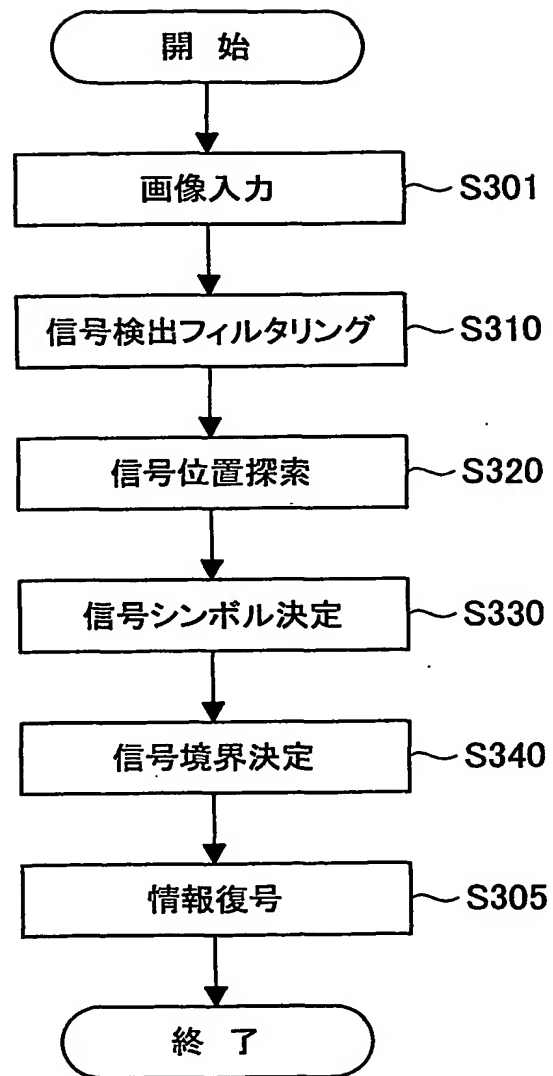 開 始
画像入力 S301
信号検出フィルタリング S310
信号位置探索 S320
信号シンボル決定 S330
信号境界決定 S340
情報復号 S305
終 了